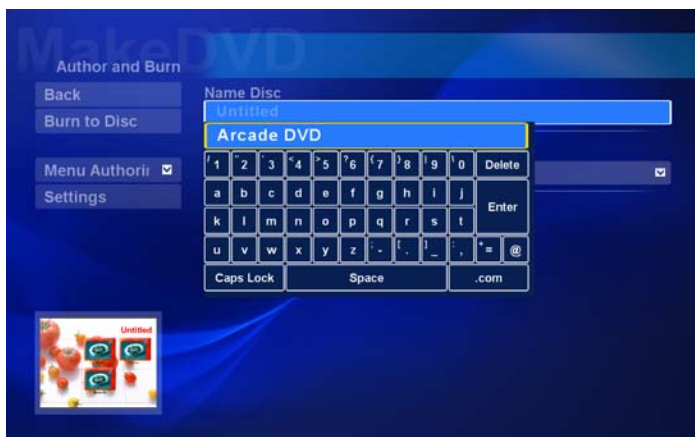 MakeDVD
Author and Burn
Back
Name Disc
Untitled
Burn to Disc
Arcade DVD
/ 1 " 2 ' 3 < 4 > 5 ? 6 { 7 } 8 | 9 \ 0 Delete
Menu Authorin
a b c d e f g h i j
Settings
Enter
k l m n o p q r s t
u v w x y z ; - [ . ] _ : , + = @
Caps Lock Space .com
Untitled